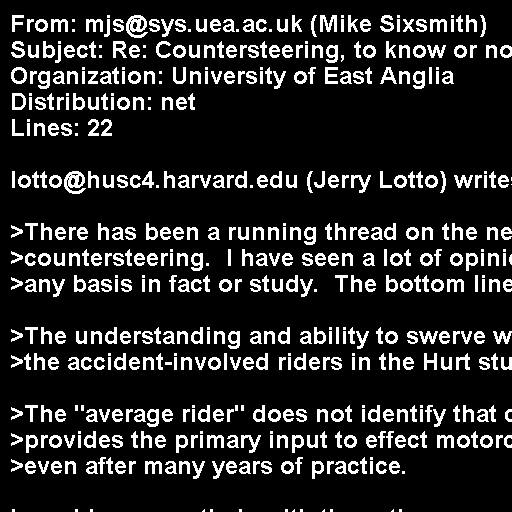 From: mjs@sys.uea.ac.uk (Mike Sixsmith)
Subject: Re: Countersteering, to know or no
Organization: University of East Anglia
Distribution: net
Lines: 22

lotto@husc4.harvard.edu (Jerry Lotto) write

>There has been a running thread on the ne
>countersteering.  I have seen a lot of opini
>any basis in fact or study.  The bottom line

>The understanding and ability to swerve w
>the accident-involved riders in the Hurt stu

>The "average rider" does not identify that
>provides the primary input to effect motor
>even after many years of practice.